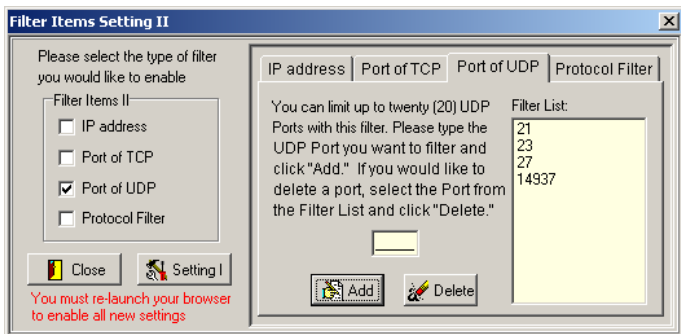 Filter Items Setting II
Please select the type of filter
you would like to enable
Filter Items II
IP address
Port of TCP
Port of UDP
Protocol Filter
Close
Setting I
You must re-launch your browser
to enable all new settings
IP address
Port of TCP
Port of UDP
Protocol Filter
You can limit up to twenty (20) UDP
Ports with this filter. Please type the
UDP Port you want to filter and
click "Add." If you would like to
delete a port, select the Port from
the Filter List and click "Delete."
Add
Delete
Filter List:
21
23
27
14937